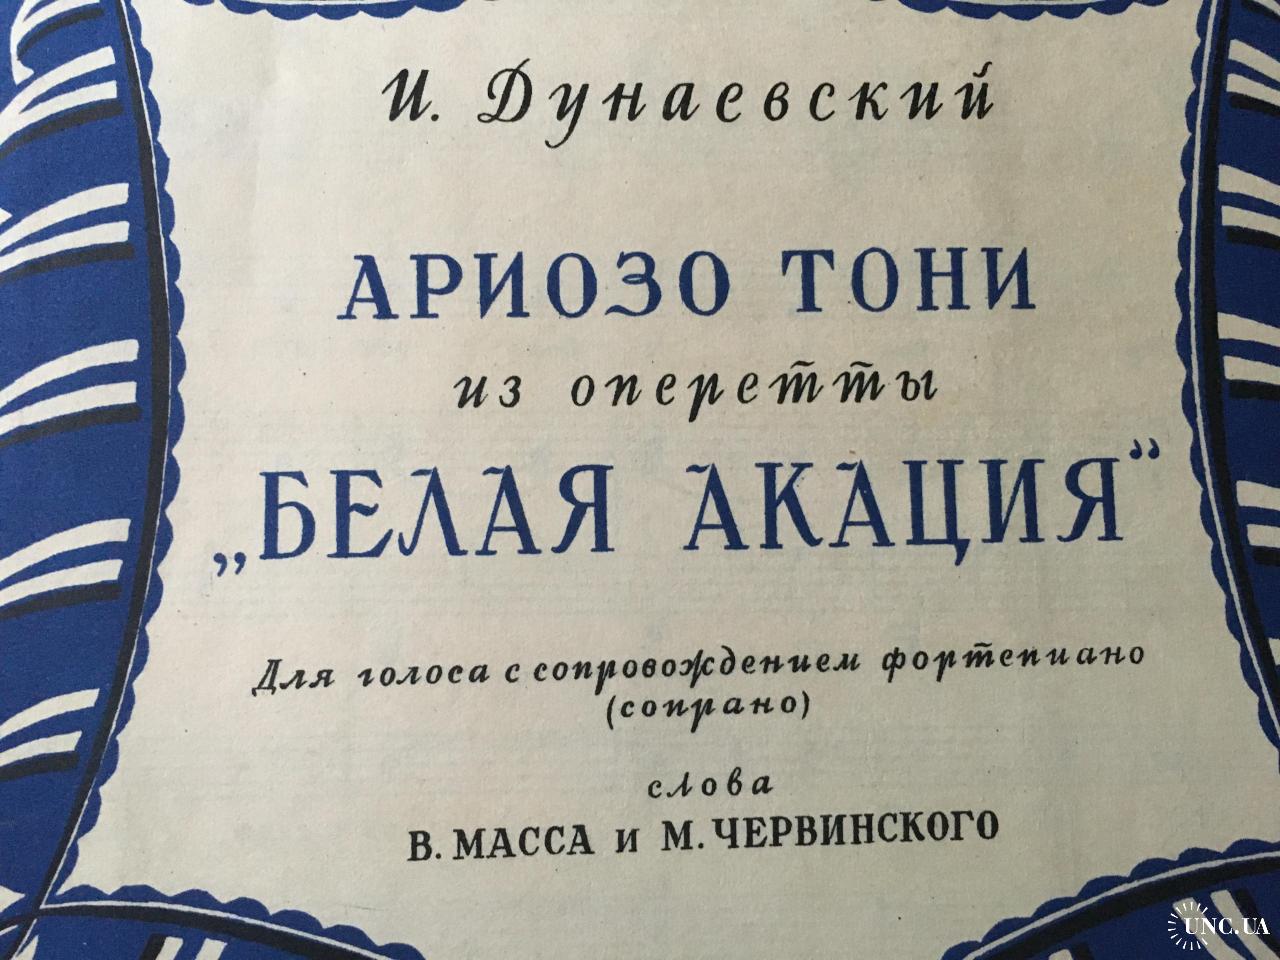 И. Дунаевский
АРИОЗО ТОНИ
из оперетты
„БЕЛАЯ АКАЦИЯ“
Для голоса с сопровождением фортепиано
(сопрано)
слова
В. МАССА и М. ЧЕРВИНСКОГО
UNC.UA